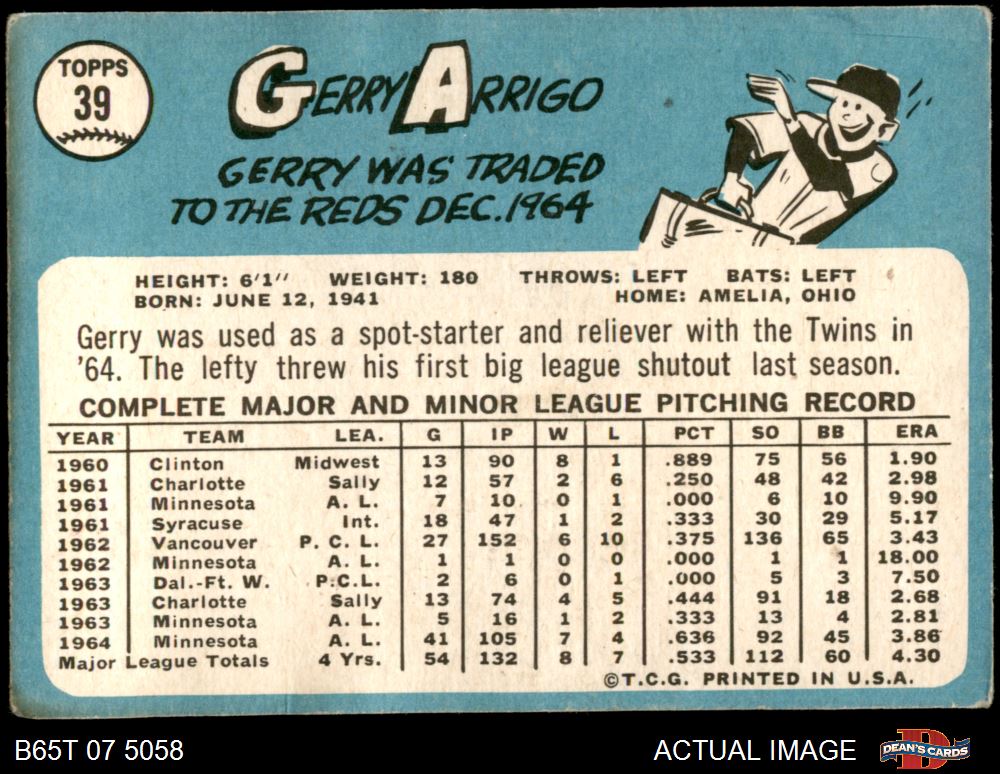 TOPPS
39
GERRY ARRIGO
GERRY WAS TRADED
TO THE REDS DEC. 1964
HEIGHT: 6'1" WEIGHT: 180 THROWS: LEFT BATS: LEFT
BORN: JUNE 12, 1941 HOME: AMELIA, OHIO
Gerry was used as a spot-starter and reliever with the Twins in
'64. The lefty threw his first big league shutout last season.
COMPLETE MAJOR AND MINOR LEAGUE PITCHING RECORD
YEAR TEAM LEA. G IP W L PCT SO BB ERA
1960 Clinton Midwest 13 90 8 1 .889 75 56 1.90
1961 Charlotte Sally 12 57 2 6 .250 48 42 2.98
1961 Minnesota A. L. 7 10 0 1 .000 6 10 9.90
1961 Syracuse Int. 18 47 1 2 .333 30 29 5.17
1962 Vancouver P. C. L. 27 152 6 10 .375 136 65 3.43
1962 Minnesota A. L. 1 1 0 0 .000 1 1 18.00
1963 Dal.-Ft. W. P.C.L. 2 6 0 1 .000 5 3 7.50
1963 Charlotte Sally 13 74 4 5 .444 91 18 2.68
1963 Minnesota A. L. 5 16 1 2 .333 13 4 2.81
1964 Minnesota A. L. 41 105 7 4 .636 92 45 3.86
Major League Totals 4 Yrs. 54 132 8 7 .533 112 60 4.30
©T.C.G. PRINTED IN U.S.A.
B65T 07 5058 ACTUAL IMAGE DEAN'S CARDS